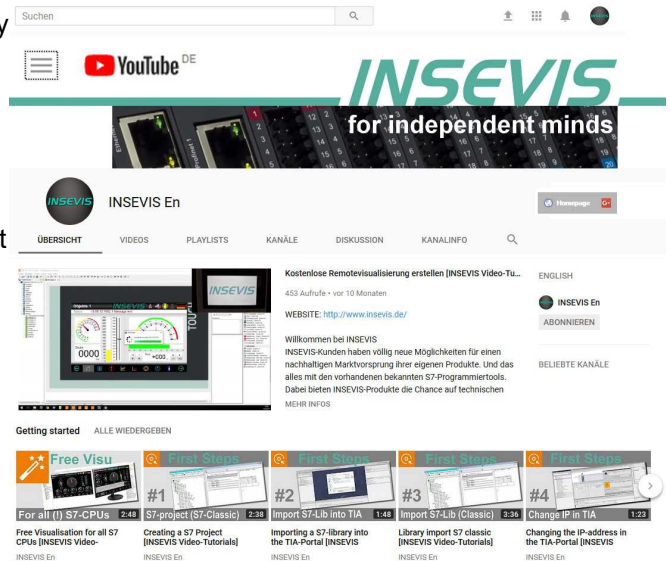 y
Suchen
YouTube DE
INSEVIS
for independent minds
INSEVIS
INSEVIS En
Homepage G+
ÜBERSICHT VIDEOS PLAYLISTS KANÄLE DISKUSSION KANALINFO
t
Kostenlose Remotevisualisierung erstellen [INSEVIS Video-Tu...
453 Aufrufe • vor 10 Monaten
WEBSITE: http://www.insevis.de/
Willkommen bei INSEVIS
INSEVIS-Kunden haben völlig neue Möglichkeiten für einen
nachhaltigen Marktvorsprung ihrer eigenen Produkte. Und das
alles mit den vorhandenen bekannten S7-Programmiertools.
Dabei bieten INSEVIS-Produkte die Chance auf technischen
MEHR INFOS
INSEVIS
INSEVIS
TOUCH
0000
+000
ENGLISH
INSEVIS En
ABONNIEREN
BELIEBTE KANÄLE
Getting started ALLE WIEDERGEBEN
Free Visu
For all (!) S7-CPUs 2:48
Free Visualisation for all S7
CPUs [INSEVIS Video-
INSEVIS En
First Steps
#1
S7-project (S7-Classic) 2:38
Creating a S7 Project
[INSEVIS Video-Tutorials]
INSEVIS En
First Steps
#2
Import S7-Lib into TIA 1:48
Importing a S7-library into
the TIA-Portal [INSEVIS
INSEVIS En
First Steps
#3
Import S7-Lib (Classic) 3:36
Library import S7 classic
[INSEVIS Video-Tutorials]
INSEVIS En
First Steps
#4
Change IP in TIA 1:23
Changing the IP-address in
the TIA-Portal [INSEVIS
INSEVIS En